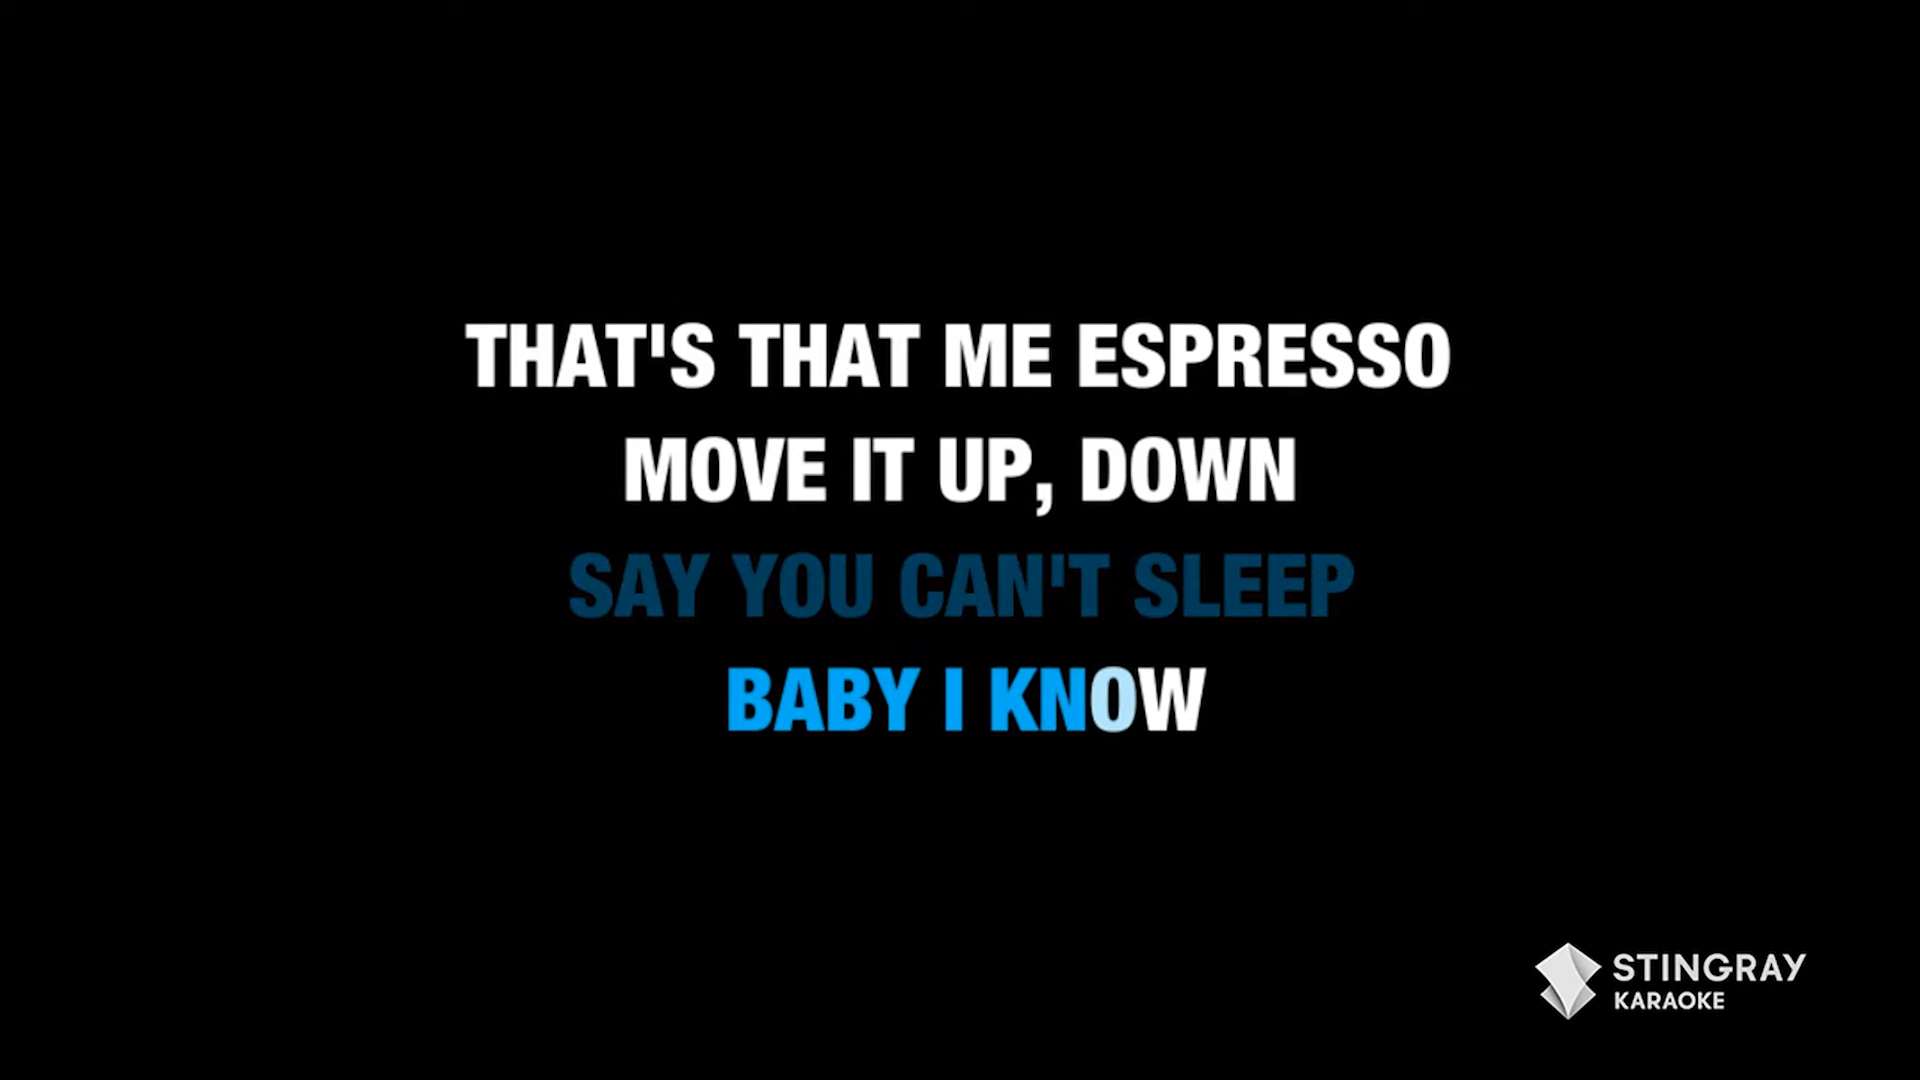 THAT'S THAT ME ESPRESSO
MOVE IT UP, DOWN
SAY YOU CAN'T SLEEP
BABY I KNOW
STINGRAY
KARAOKE